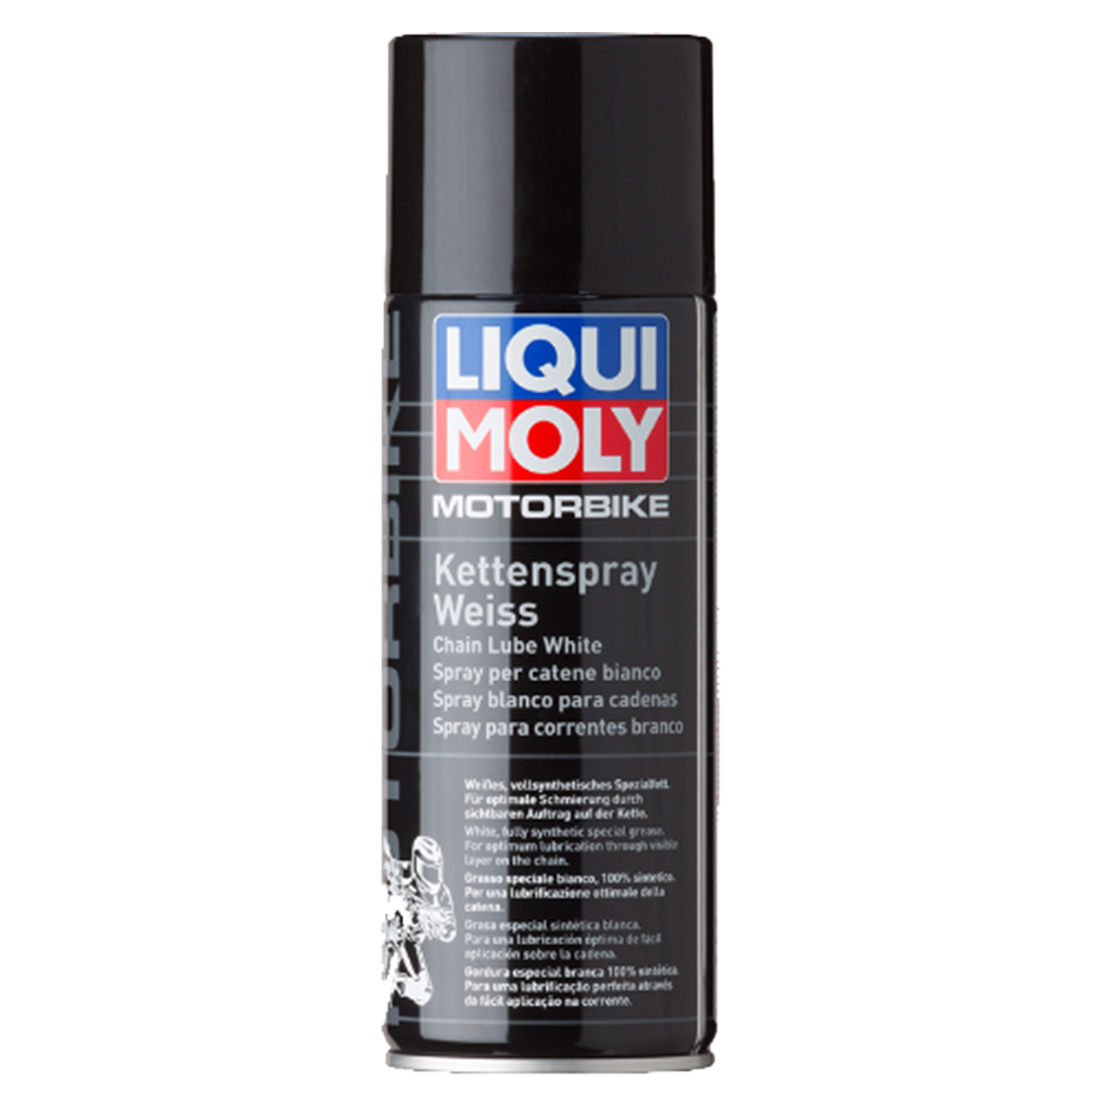 LIQUI
MOLY
MOTORBIKE
Kettenspray
Weiss
Chain Lube White
Spray per catene bianco
Spray blanco para cadenas
Spray para correntes branco
Weißes, vollsynthetisches Spezialfett.
Für optimale Schmierung durch
sichtbaren Auftrag auf der Kette.
White, fully synthetic special grease.
For optimum lubrication through visible
layer on the chain.
Grasso speciale bianco, 100% sintetico.
Per una lubrificazione ottimale della
catena.
Grasa especial sintética blanca.
Para una lubricación óptima de fácil
aplicación sobre la cadena.
Gordura especial branca 100% sintética.
Para uma lubrificação perfeita através
da fácil aplicação na corrente.
MOTORBIKE